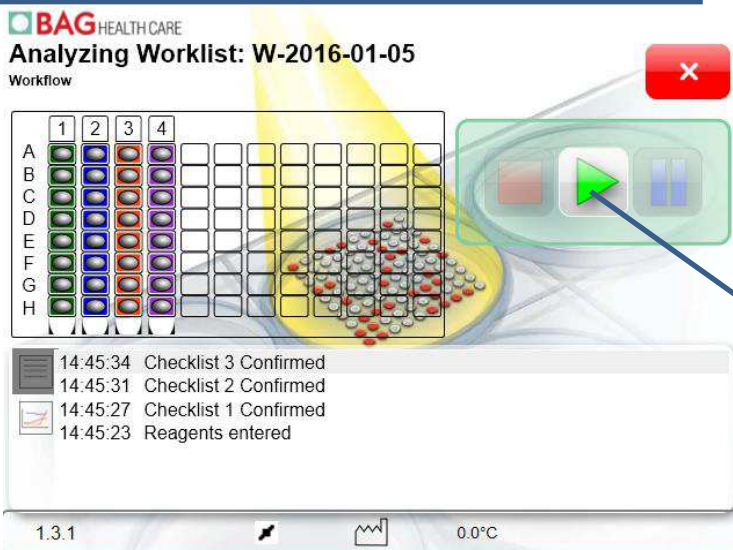 BAG HEALTH CARE
Analyzing Worklist: W-2016-01-05
Workflow
1 2 3 4
A
B
C
D
E
F
G
H
14:45:34 Checklist 3 Confirmed
14:45:31 Checklist 2 Confirmed
14:45:27 Checklist 1 Confirmed
14:45:23 Reagents entered
1.3.1 0.0°C